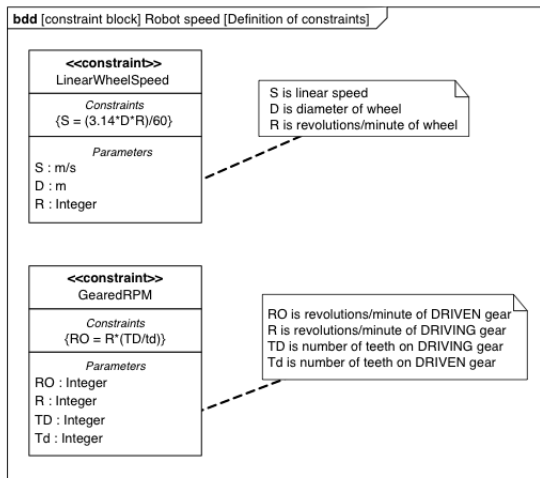 bdd [constraint block] Robot speed [Definition of constraints]
<<constraint>>
LinearWheelSpeed
Constraints
{S = (3.14*D*R)/60}
Parameters
S : m/s
D : m
R : Integer
S is linear speed
D is diameter of wheel
R is revolutions/minute of wheel
<<constraint>>
GearedRPM
Constraints
{RO = R*(TD/td)}
Parameters
RO : Integer
R : Integer
TD : Integer
Td : Integer
RO is revolutions/minute of DRIVEN gear
R is revolutions/minute of DRIVING gear
TD is number of teeth on DRIVING gear
Td is number of teeth on DRIVEN gear